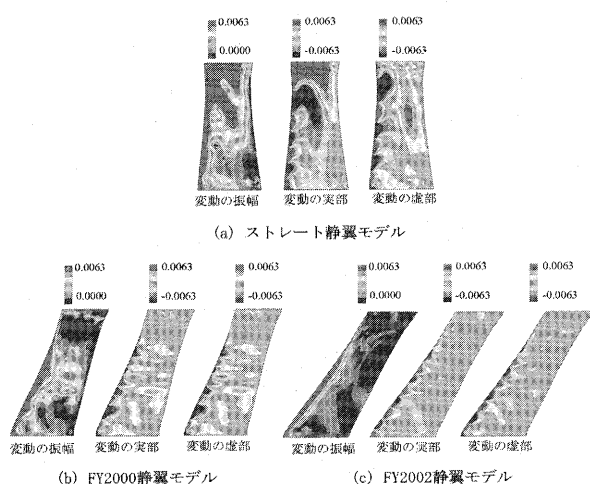 0.0063 0.0063 0.0063
0.0000 -0.0063 -0.0063
変動の振幅 変動の実部 変動の虚部
(a) ストレート静翼モデル
0.0063 0.0063 0.0063 0.0063 0.0063 0.0063
0.0000 -0.0063 -0.0063 0.0000 -0.0063 -0.0063
変動の振幅 変動の実部 変動の虚部 変動の振幅 変動の実部 変動の虚部
(b) FY2000静翼モデル (c) FY2002静翼モデル